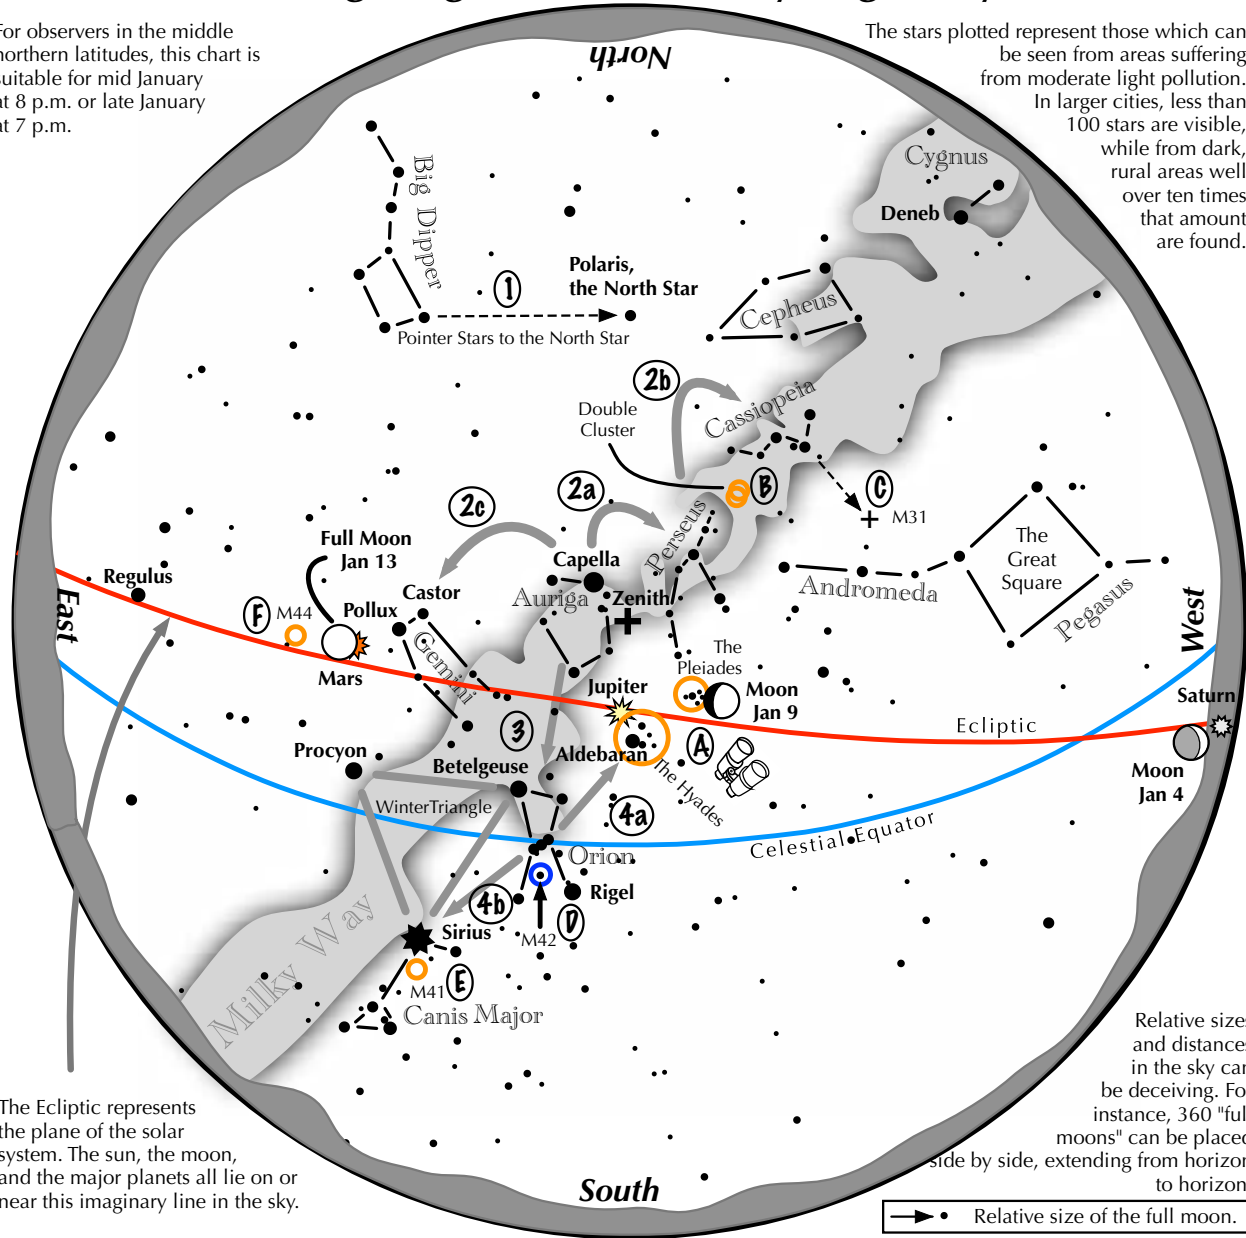 For observers in the middle
northern latitudes, this chart is
suitable for mid January
at 8 p.m. or late January
at 7 p.m.
The stars plotted represent those which can
be seen from areas suffering
from moderate light pollution.
In larger cities, less than
100 stars are visible,
while from dark,
rural areas well
over ten times
that amount
are found.
North
Big Dipper
Cygnus
Deneb
1
Polaris,
the North Star
Pointer Stars to the North Star
Cepheus
2b
Cassiopeia
Double
Cluster
B
C
M31
2a
2c
Perseus
The
Great
Square
Andromeda
Pegasus
Full Moon
Jan 13
Capella
Castor
Auriga
Zenith
Regulus
East
West
F
M44
Pollux
Mars
Gemini
The
Pleiades
Moon
Jan 9
Jupiter
Saturn
Ecliptic
3
Aldebaran
A
The Hyades
Moon
Jan 4
Procyon
Betelgeuse
WinterTriangle
4a
Celestial Equator
Orion
Rigel
4b
D
M42
Sirius
M41
E
Canis Major
Milky Way
South
The Ecliptic represents
the plane of the solar
system. The sun, the moon,
and the major planets all lie on or
near this imaginary line in the sky.
Relative sizes
and distances
in the sky can
be deceiving. For
instance, 360 "full
moons" can be placed
side by side, extending from horizon
to horizon
Relative size of the full moon.